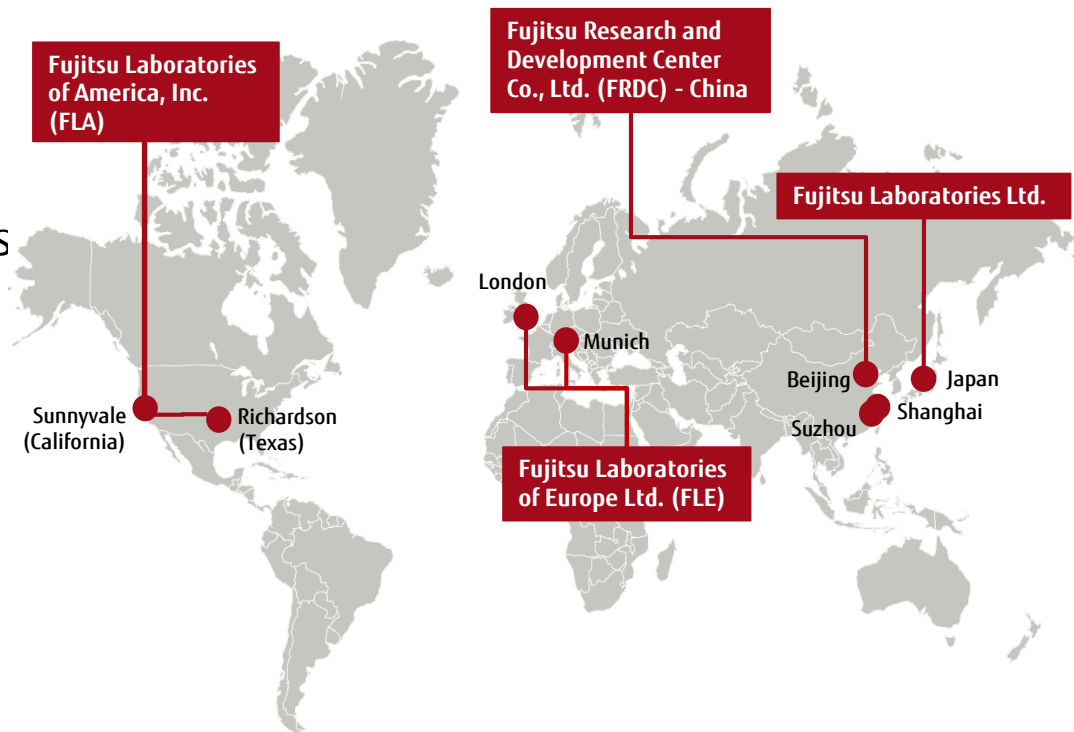 Fujitsu Laboratories
of America, Inc.
(FLA)
Fujitsu Research and
Development Center
Co., Ltd. (FRDC) - China
Fujitsu Laboratories Ltd.
s
London
Munich
Beijing
Japan
Shanghai
Suzhou
Sunnyvale
(California)
Richardson
(Texas)
Fujitsu Laboratories
of Europe Ltd. (FLE)